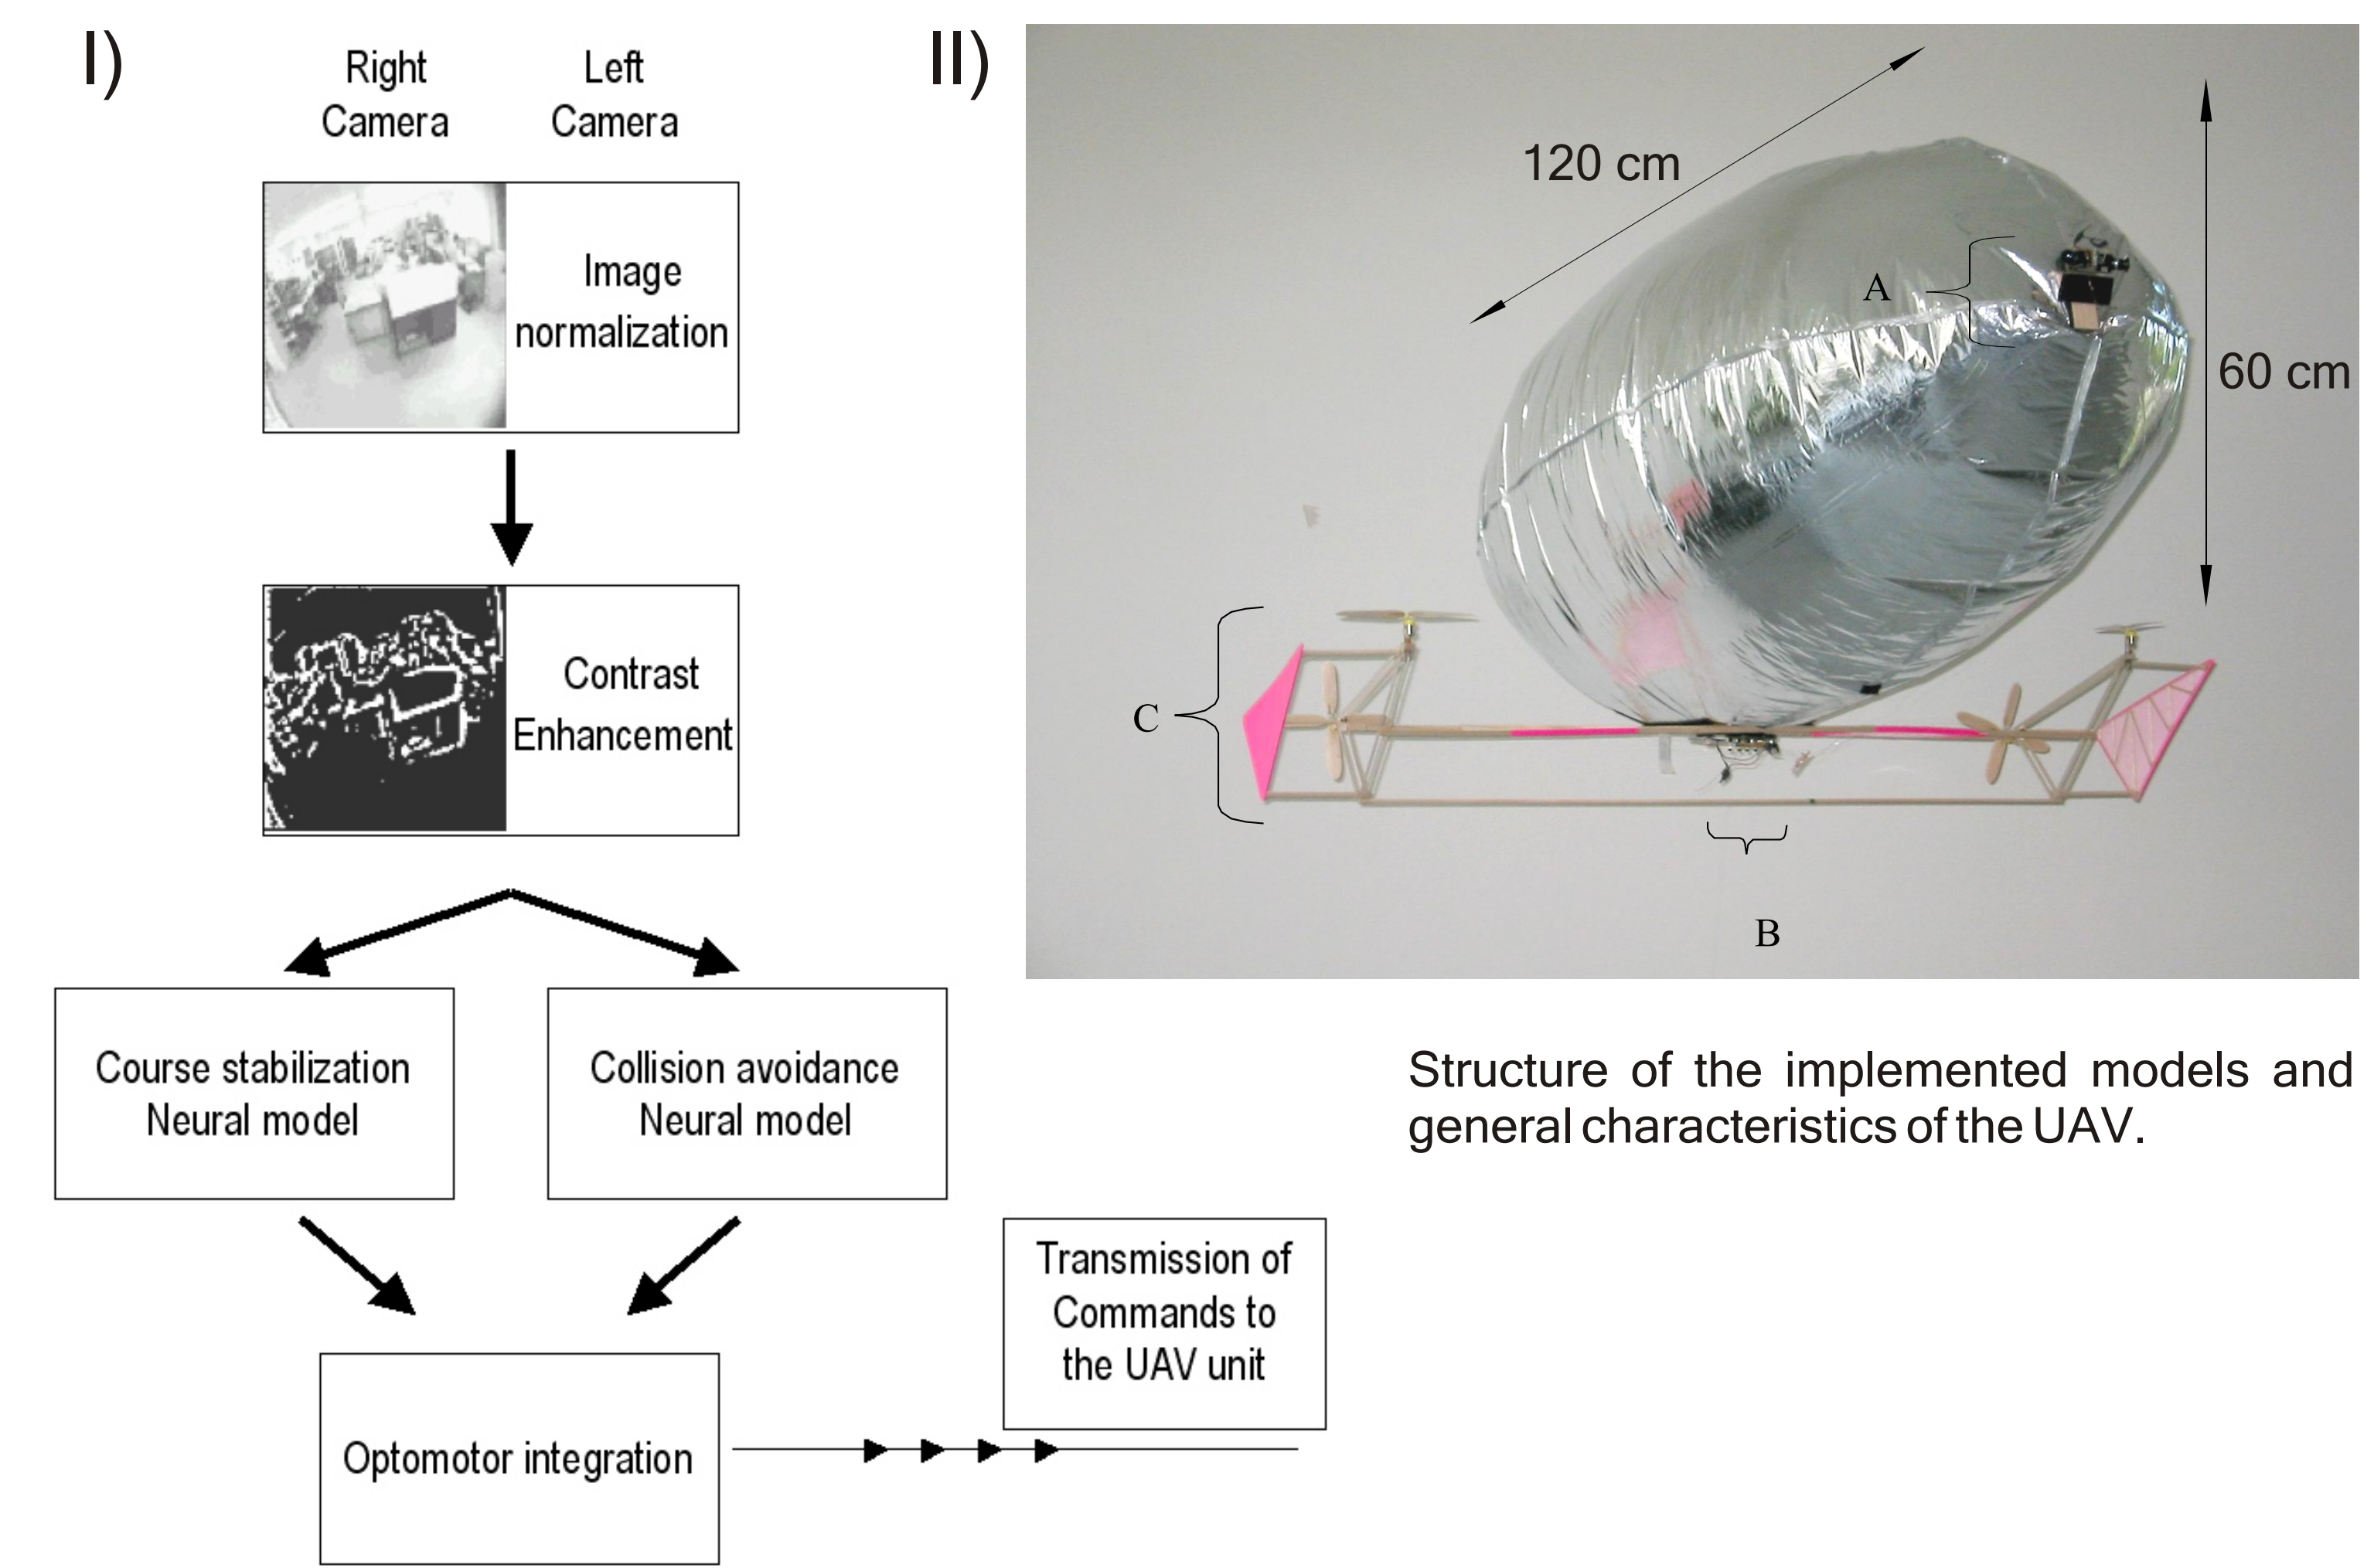 I)
Right
Camera
Left
Camera
Image
normalization
Contrast
Enhancement
Course stabilization
Neural model
Collision avoidance
Neural model
Optomotor integration
Transmission of
Commands to
the UAV unit
II)
120 cm
60 cm
A
C
B
Structure of the implemented models and
general characteristics of the UAV.